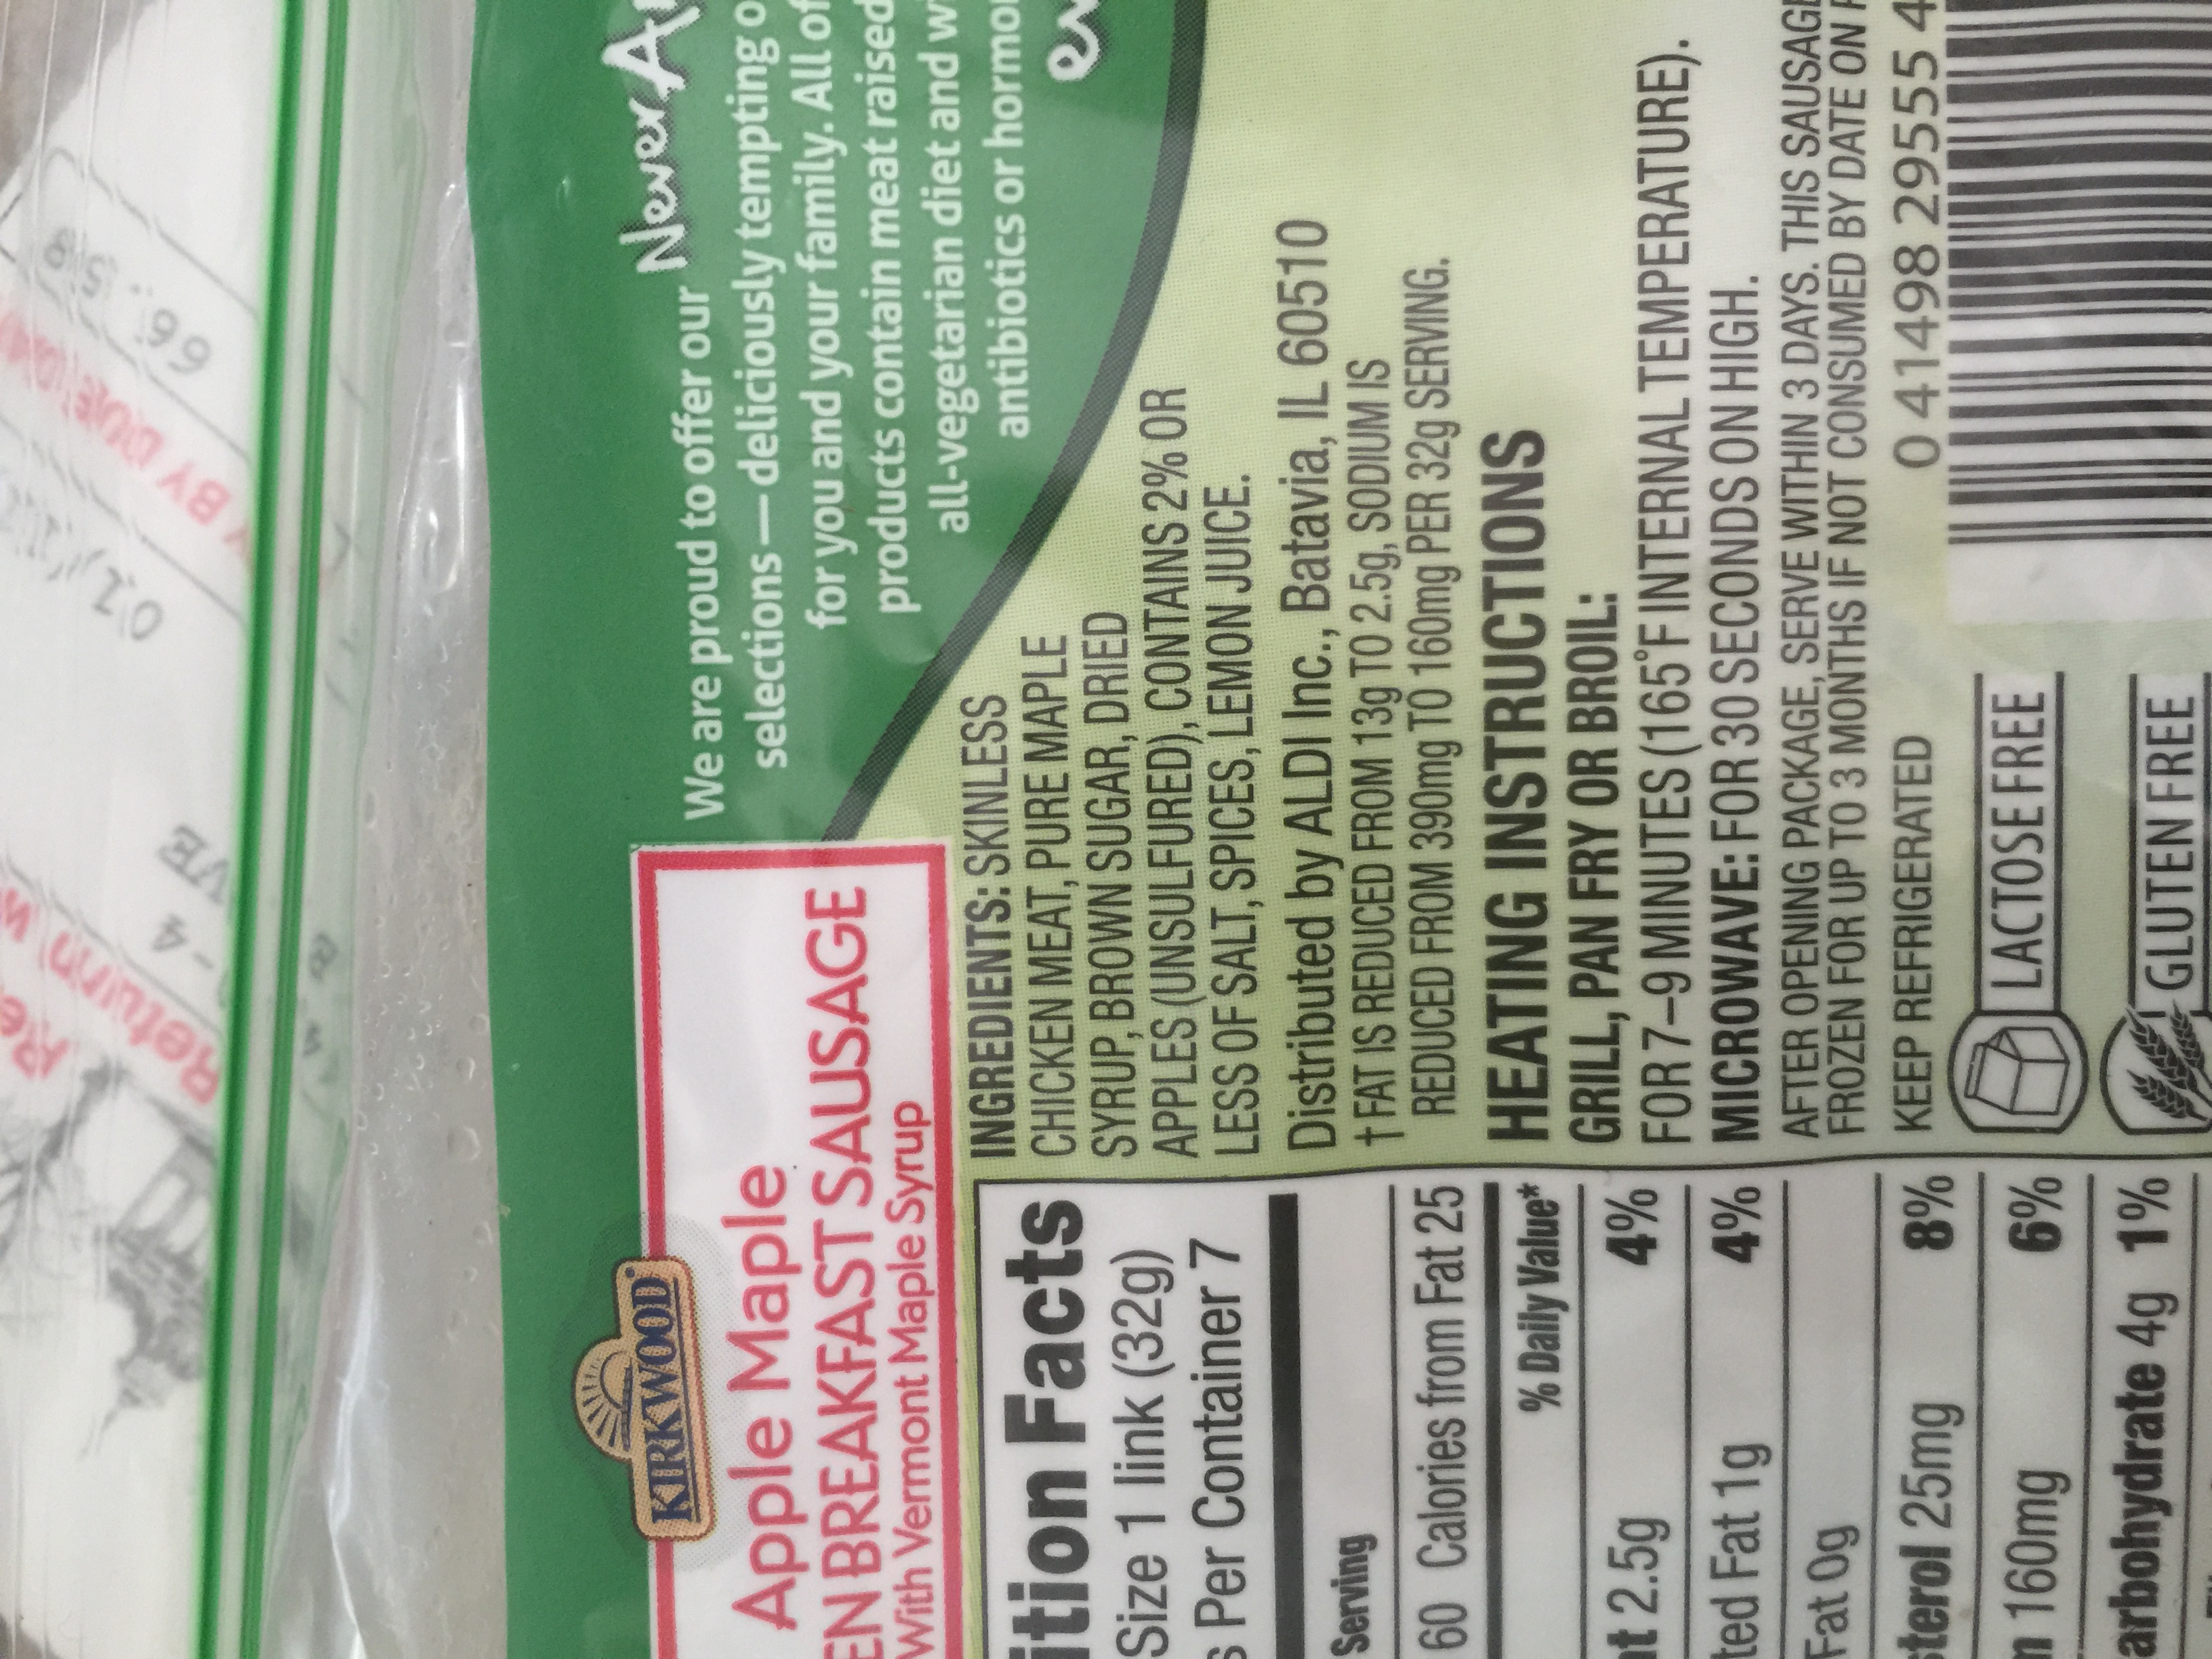 Return
-4
VE
01/
BY DUE DA
66.58
KIRKWOOD®
Apple Maple
EN BREAKFAST SAUSAGE
With Vermont Maple Syrup
We are proud to offer our Never An
selections — deliciously tempting o
for you and your family. All of
products contain meat raised
all-vegetarian diet and w
antibiotics or hormo
ev
ition Facts
Size 1 link (32g)
s Per Container 7
Serving
60 Calories from Fat 25
% Daily Value*
at 2.5g 4%
ted Fat 1g 4%
Fat 0g
sterol 25mg 8%
m 160mg 6%
arbohydrate 4g 1%
INGREDIENTS: SKINLESS
CHICKEN MEAT, PURE MAPLE
SYRUP, BROWN SUGAR, DRIED
APPLES (UNSULFURED), CONTAINS 2% OR
LESS OF SALT, SPICES, LEMON JUICE.
Distributed by ALDI Inc., Batavia, IL 60510
† FAT IS REDUCED FROM 13g TO 2.5g, SODIUM IS
REDUCED FROM 390mg TO 160mg PER 32g SERVING.
HEATING INSTRUCTIONS
GRILL, PAN FRY OR BROIL:
FOR 7–9 MINUTES (165°F INTERNAL TEMPERATURE).
MICROWAVE: FOR 30 SECONDS ON HIGH.
AFTER OPENING PACKAGE, SERVE WITHIN 3 DAYS. THIS SAUSAGE
FROZEN FOR UP TO 3 MONTHS IF NOT CONSUMED BY DATE ON P
KEEP REFRIGERATED
0 41498 29555 4
LACTOSE FREE
GLUTEN FREE